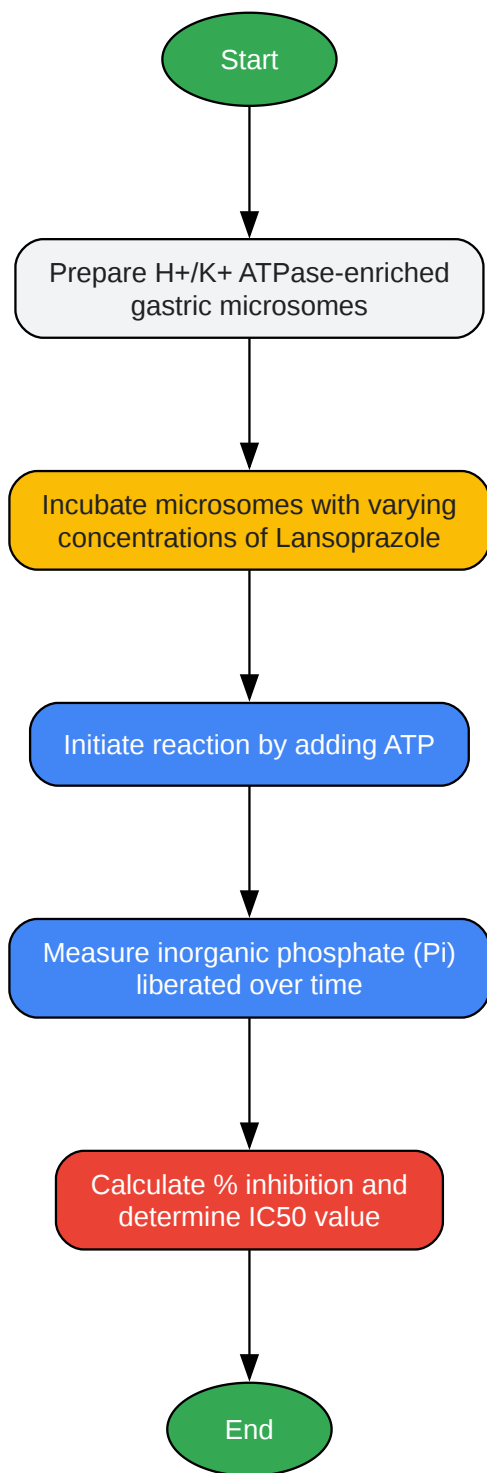 Start
Prepare H+/K+ ATPase-enriched
gastric microsomes
Incubate microsomes with varying
concentrations of Lansoprazole
Initiate reaction by adding ATP
Measure inorganic phosphate (Pi)
liberated over time
Calculate % inhibition and
determine IC50 value
End